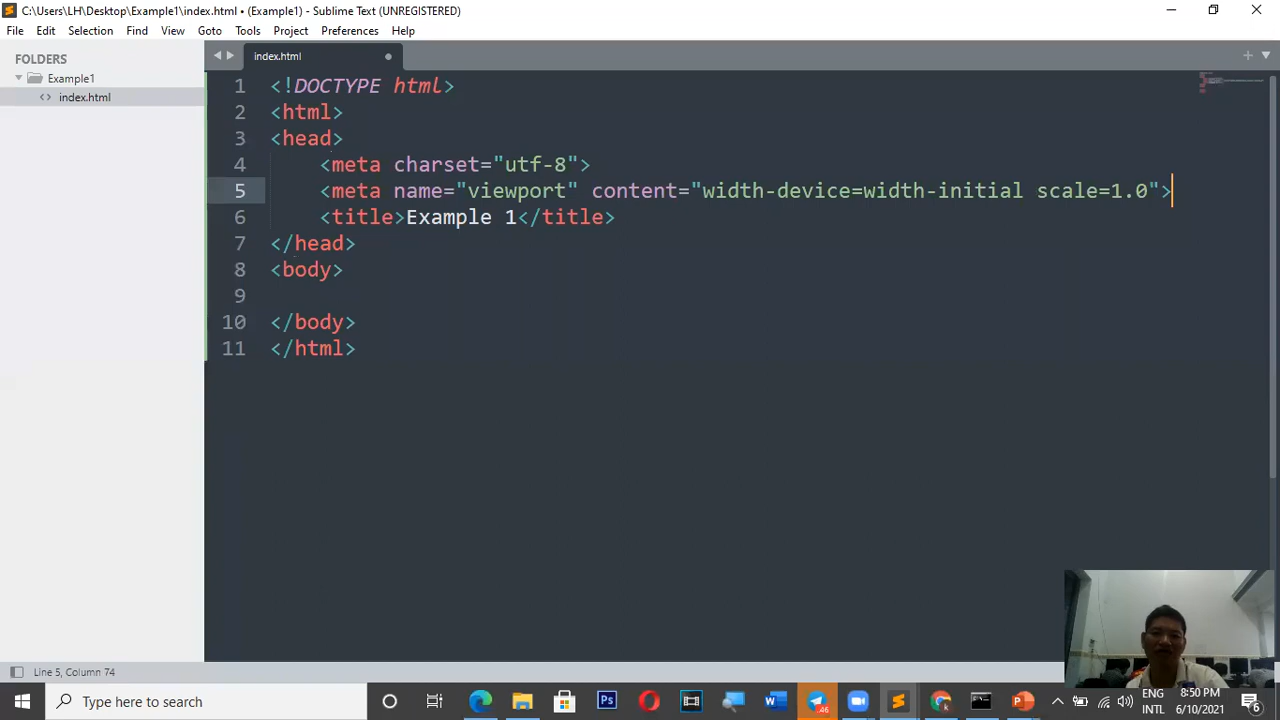 C:\Users\LH\Desktop\Example1\index.html • (Example1) - Sublime Text (UNREGISTERED)
File Edit Selection Find View Goto Tools Project Preferences Help
FOLDERS
Example1
index.html
index.html
1 <!DOCTYPE html>
2 <html>
3 <head>
4 <meta charset="utf-8">
5 <meta name="viewport" content="width-device=width-initial scale=1.0">
6 <title>Example 1</title>
7 </head>
8 <body>
9
10 </body>
11 </html>
Line 5, Column 74
Type here to search
46
ENG
INTL
8:50 PM
6/10/2021
6